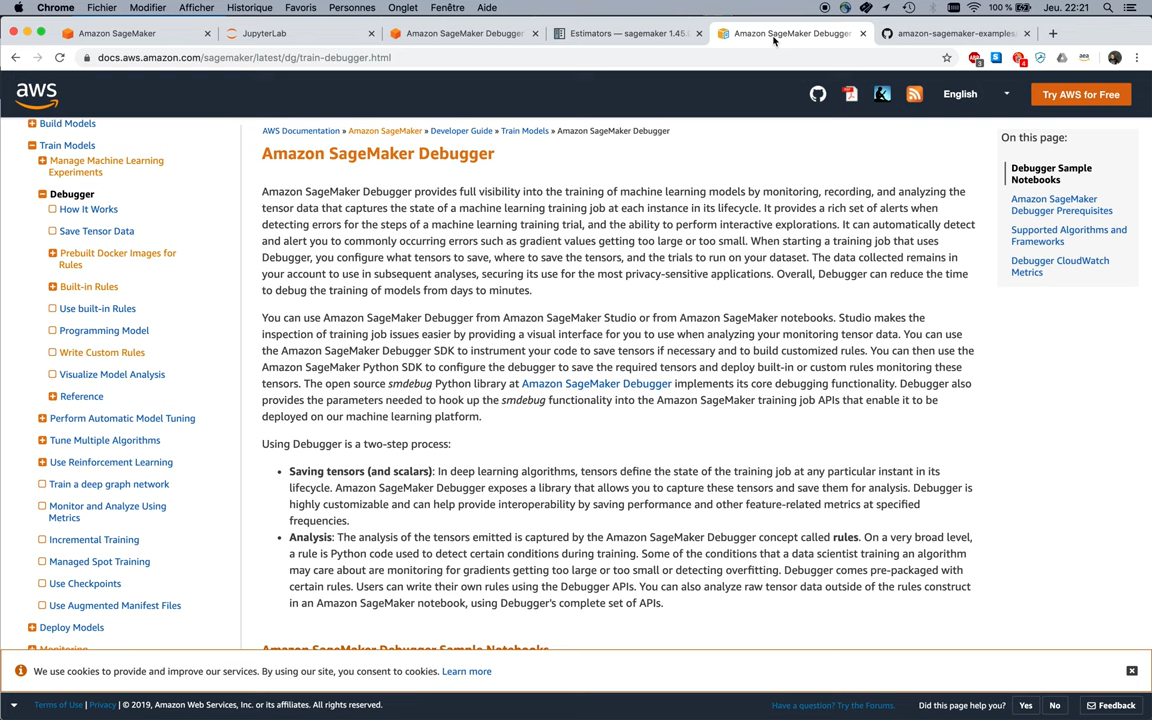 Chrome Fichier Modifier Afficher Historique Favoris Personnes Onglet Fenêtre Aide 100 % Jeu. 22:21
Amazon SageMaker JupyterLab Amazon SageMaker Debugger Estimators — sagemaker 1.45. Amazon SageMaker Debugger amazon-sagemaker-examples/
docs.aws.amazon.com/sagemaker/latest/dg/train-debugger.html
aws English Try AWS for Free
Build Models
Train Models
Manage Machine Learning
Experiments
Debugger
How It Works
Save Tensor Data
Prebuilt Docker Images for
Rules
Built-in Rules
Use built-in Rules
Programming Model
Write Custom Rules
Visualize Model Analysis
Reference
Perform Automatic Model Tuning
Tune Multiple Algorithms
Use Reinforcement Learning
Train a deep graph network
Monitor and Analyze Using
Metrics
Incremental Training
Managed Spot Training
Use Checkpoints
Use Augmented Manifest Files
Deploy Models
Monitoring
AWS Documentation » Amazon SageMaker » Developer Guide » Train Models » Amazon SageMaker Debugger
Amazon SageMaker Debugger
Amazon SageMaker Debugger provides full visibility into the training of machine learning models by monitoring, recording, and analyzing the
tensor data that captures the state of a machine learning training job at each instance in its lifecycle. It provides a rich set of alerts when
detecting errors for the steps of a machine learning training trial, and the ability to perform interactive explorations. It can automatically detect
and alert you to commonly occurring errors such as gradient values getting too large or too small. When starting a training job that uses
Debugger, you configure what tensors to save, where to save the tensors, and the trials to run on your dataset. The data collected remains in
your account to use in subsequent analyses, securing its use for the most privacy-sensitive applications. Overall, Debugger can reduce the time
to debug the training of models from days to minutes.
You can use Amazon SageMaker Debugger from Amazon SageMaker Studio or from Amazon SageMaker notebooks. Studio makes the
inspection of training job issues easier by providing a visual interface for you to use when analyzing your monitoring tensor data. You can use
the Amazon SageMaker Debugger SDK to instrument your code to save tensors if necessary and to build customized rules. You can then use the
Amazon SageMaker Python SDK to configure the debugger to save the required tensors and deploy built-in or custom rules monitoring these
tensors. The open source smdebug Python library at Amazon SageMaker Debugger implements its core debugging functionality. Debugger also
provides the parameters needed to hook up the smdebug functionality into the Amazon SageMaker training job APIs that enable it to be
deployed on our machine learning platform.
Using Debugger is a two-step process:
• Saving tensors (and scalars): In deep learning algorithms, tensors define the state of the training job at any particular instant in its
lifecycle. Amazon SageMaker Debugger exposes a library that allows you to capture these tensors and save them for analysis. Debugger is
highly customizable and can help provide interoperability by saving performance and other feature-related metrics at specified
frequencies.
• Analysis: The analysis of the tensors emitted is captured by the Amazon SageMaker Debugger concept called rules. On a very broad level,
a rule is Python code used to detect certain conditions during training. Some of the conditions that a data scientist training an algorithm
may care about are monitoring for gradients getting too large or too small or detecting overfitting. Debugger comes pre-packaged with
certain rules. Users can write their own rules using the Debugger APIs. You can also analyze raw tensor data outside of the rules construct
in an Amazon SageMaker notebook, using Debugger's complete set of APIs.
Amazon SageMaker Debugger Sample Notebooks
On this page:
Debugger Sample
Notebooks
Amazon SageMaker
Debugger Prerequisites
Supported Algorithms and
Frameworks
Debugger CloudWatch
Metrics
We use cookies to provide and improve our services. By using our site, you consent to cookies. Learn more
Terms of Use | Privacy | © 2019, Amazon Web Services, Inc. or its affiliates. All rights reserved. Have a question? Try the Forums. Did this page help you? Yes No Feedback